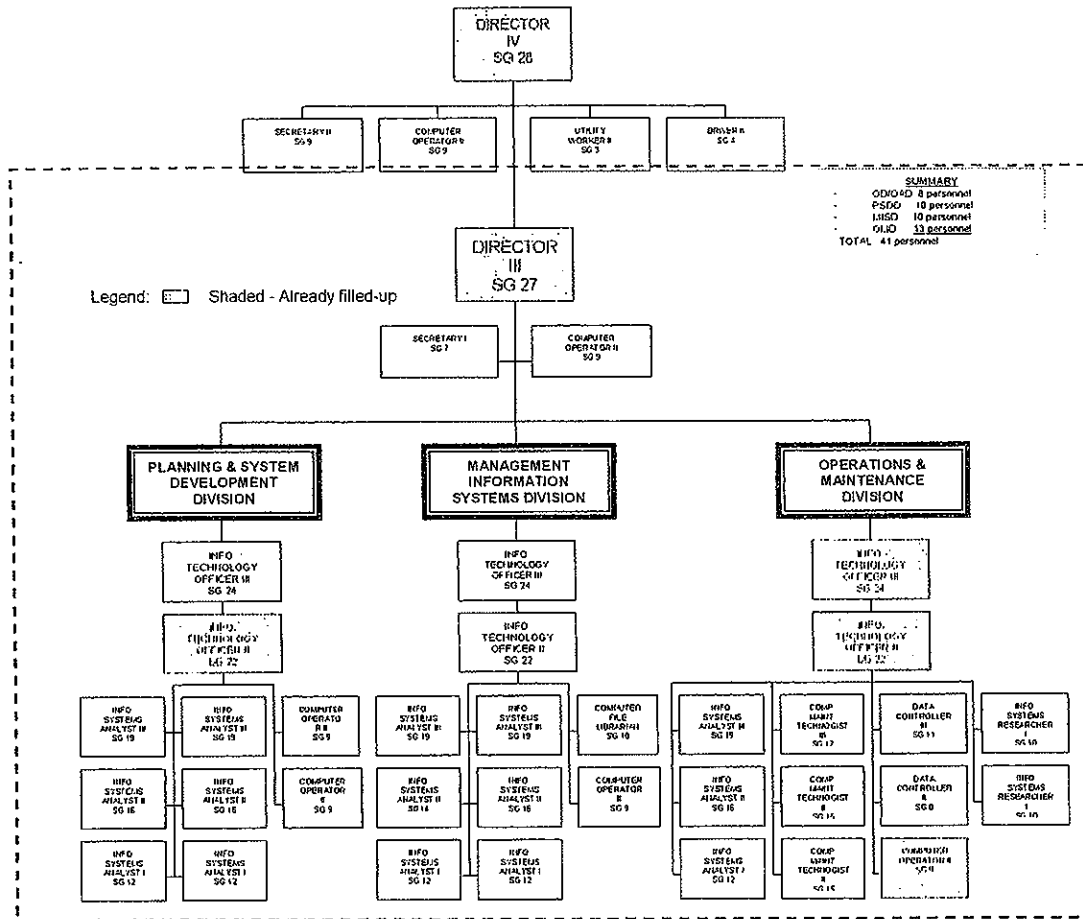 DIRECTOR
IV
SG 28
SECRETARY II
SG 9
COMPUTER
OPERATOR II
SG 9
UTILITY
WORKER II
SG 3
DRIVER II
SG 4
SUMMARY
- OD/OAD 8 personnel
- PSDD 10 personnel
- MISD 10 personnel
- OMD 13 personnel
TOTAL 41 personnel
DIRECTOR
III
SG 27
Legend: Shaded - Already filled-up
SECRETARY I
SG 7
COMPUTER
OPERATOR II
SG 9
PLANNING & SYSTEM
DEVELOPMENT
DIVISION
MANAGEMENT
INFORMATION
SYSTEMS DIVISION
OPERATIONS &
MAINTENANCE
DIVISION
INFO
TECHNOLOGY
OFFICER III
SG 24
INFO
TECHNOLOGY
OFFICER III
SG 24
INFO
TECHNOLOGY
OFFICER III
SG 24
INFO.
TECHNOLOGY
OFFICER II
SG 22
INFO
TECHNOLOGY
OFFICER II
SG 22
INFO.
TECHNOLOGY
OFFICER II
SG 22
INFO
SYSTEMS
ANALYST III
SG 19
INFO
SYSTEMS
ANALYST III
SG 19
COMPUTER
OPERATO
R II
SG 9
INFO
SYSTEMS
ANALYST III
SG 19
INFO
SYSTEMS
ANALYST III
SG 19
COMPUTER
FILE
LIBRARIAN
SG 10
INFO
SYSTEMS
ANALYST III
SG 19
COMP
MAINT
TECHNOLOGIST
III
SG 17
DATA
CONTROLLER
III
SG 11
INFO
SYSTEMS
RESEARCHER
I
SG 10
INFO
SYSTEMS
ANALYST II
SG 16
INFO
SYSTEMS
ANALYST II
SG 16
COMPUTER
OPERATOR
II
SG 9
INFO
SYSTEMS
ANALYST II
SG 16
INFO
SYSTEMS
ANALYST II
SG 16
COMPUTER
OPERATOR
II
SG 9
INFO
SYSTEMS
ANALYST II
SG 16
COMP
MAINT
TECHNOLOGIST
II
SG 15
DATA
CONTROLLER
II
SG 8
INFO
SYSTEMS
RESEARCHER
I
SG 10
INFO
SYSTEMS
ANALYST I
SG 12
INFO
SYSTEMS
ANALYST I
SG 12
INFO
SYSTEMS
ANALYST I
SG 12
INFO
SYSTEMS
ANALYST I
SG 12
INFO
SYSTEMS
ANALYST I
SG 12
COMP
MAINT
TECHNOLOGIST
II
SG 15
COMPUTER
OPERATOR II
SG 9